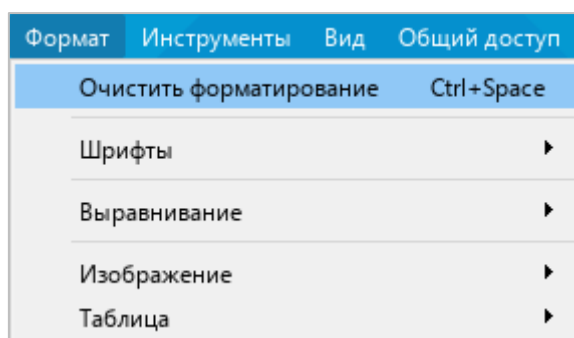 Формат Инструменты Вид Общий доступ
Очистить форматирование Ctrl+Space
Шрифты
Выравнивание
Изображение
Таблица